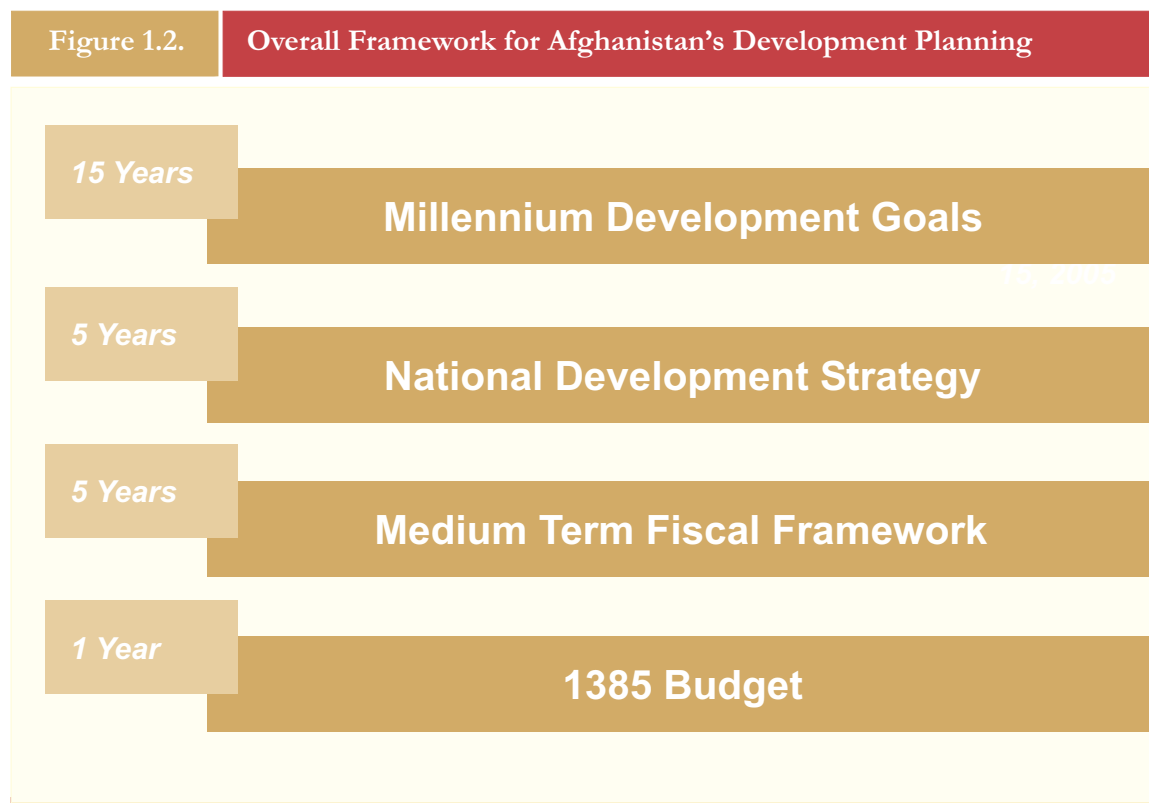 Figure 1.2. Overall Framework for Afghanistan’s Development Planning
15 Years
Millennium Development Goals
5 Years
National Development Strategy
5 Years
Medium Term Fiscal Framework
1 Year
1385 Budget